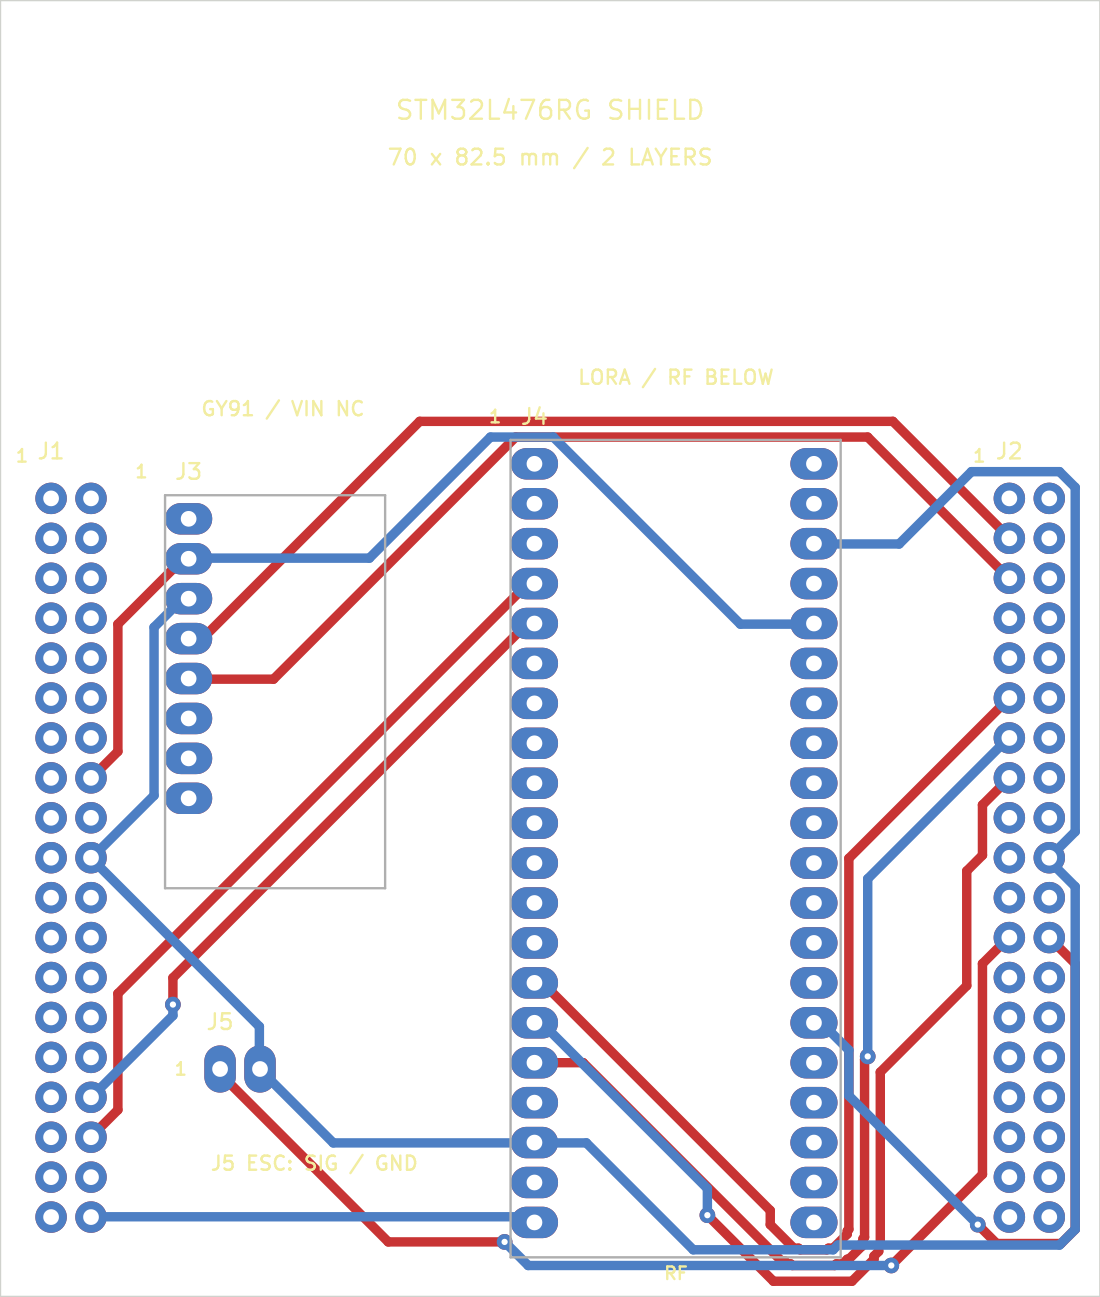 STM32L476RG SHIELD
70 x 82.5 mm / 2 LAYERS
LORA / RF BELOW
GY91 / VIN NC
1 J4
1 J1
1 J3
1 J2
J5
1
J5 ESC: SIG / GND
RF